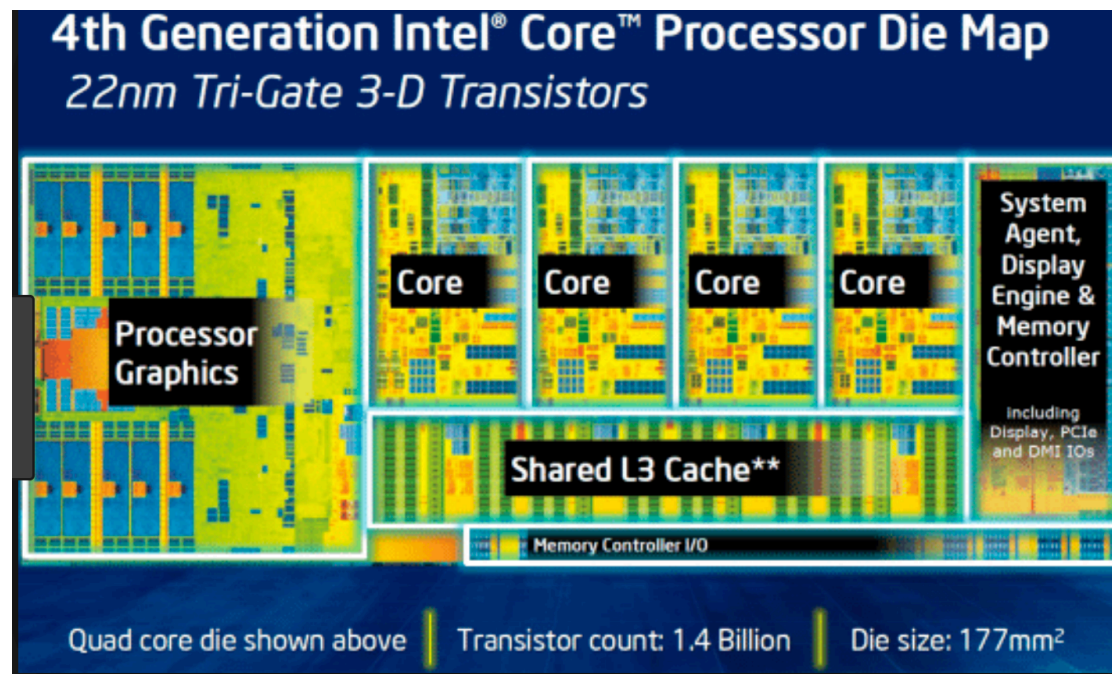 4th Generation Intel® Core™ Processor Die Map
22nm Tri-Gate 3-D Transistors
Processor
Graphics
Core
Core
Core
Core
System
Agent,
Display
Engine &
Memory
Controller
including
Display, PCIe
and DMI IOs
Shared L3 Cache**
Memory Controller I/O
Quad core die shown above
Transistor count: 1.4 Billion
Die size: 177mm²